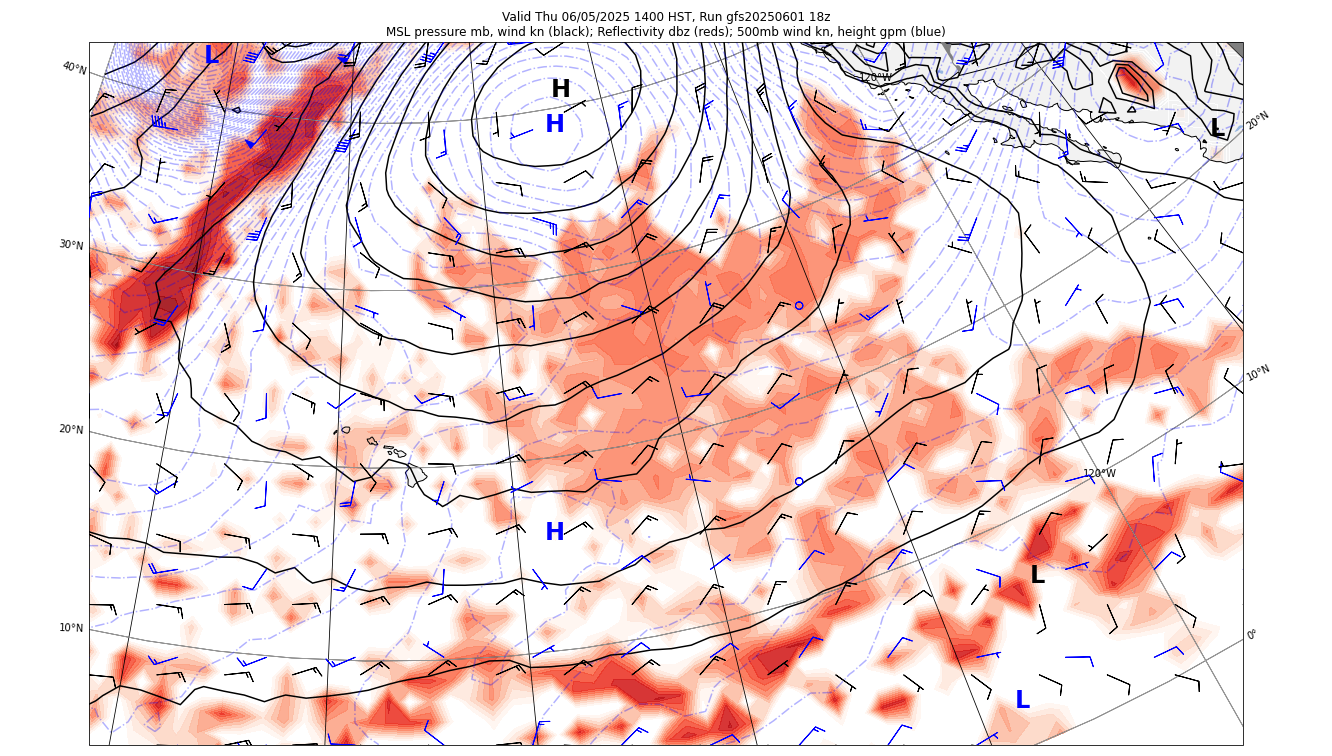 Valid Thu 06/05/2025 1400 HST, Run gfs20250601 18z
MSL pressure mb, wind kn (black); Reflectivity dbz (reds); 500mb wind kn, height gpm (blue)
L
40°N
H
120°W
H
L
20°N
30°N
10°N
20°N
120°W
H
L
10°N
0°
L